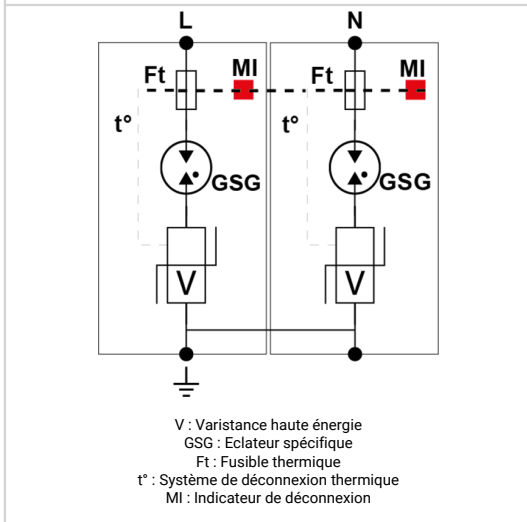 L N
Ft MI Ft MI
t° t°
GSG GSG
V V
V : Varistance haute énergie
GSG : Eclateur spécifique
Ft : Fusible thermique
t° : Système de déconnexion thermique
MI : Indicateur de déconnexion